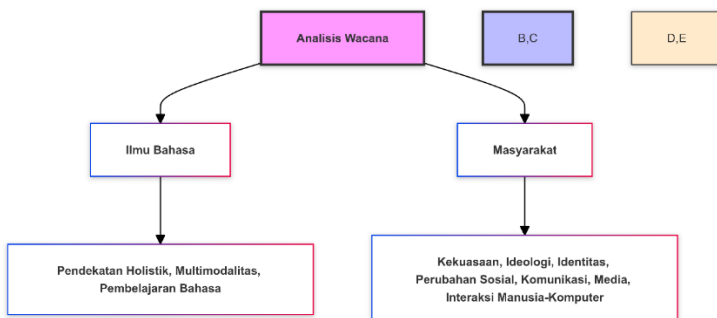 Analisis Wacana
B,C
D,E
Ilmu Bahasa
Masyarakat
Pendekatan Holistik, Multimodalitas,
Pembelajaran Bahasa
Kekuasaan, Ideologi, Identitas,
Perubahan Sosial, Komunikasi, Media,
Interaksi Manusia-Komputer